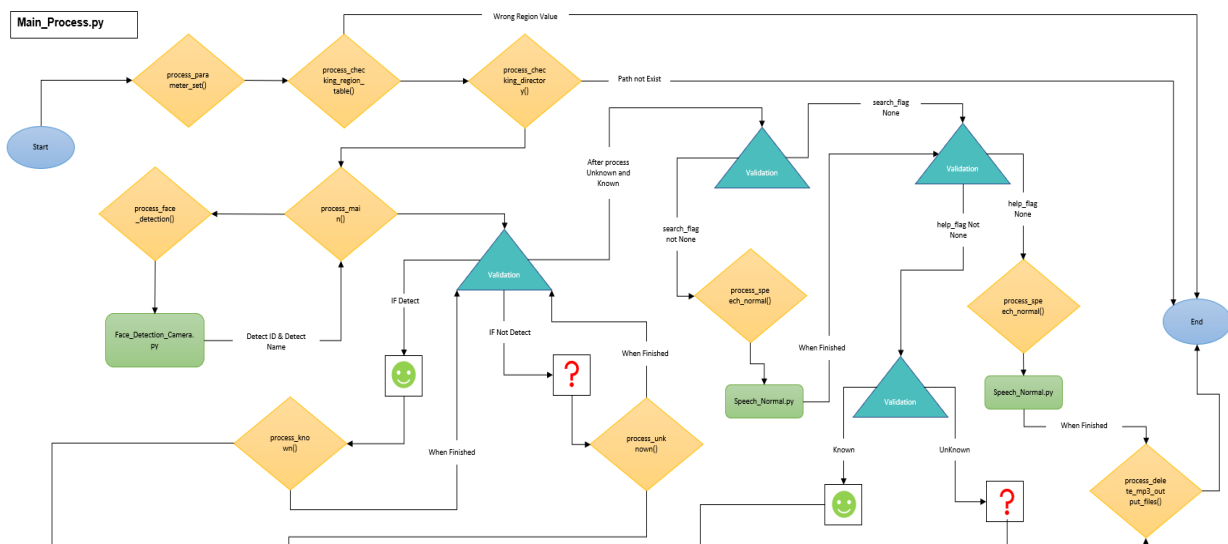 Main_Process.py
Wrong Region Value
process_para
meter_set()
process_chec
king_region_
table()
process_che
cking_director
y()
Path not Exist
search_flag
None
Start
After process
Unknown and
Known
Validation
Validation
process_face
_detection()
process_mai
n()
search_flag
not None
help_flag Not
None
help_flag
None
Validation
process_spe
ech_normal()
process_spe
ech_normal()
End
IF Detect
IF Not Detect
Face_Detection_Camera.
py
Detect ID & Detect
Name
When Finished
When Finished
?
Speech_Normal.py
Validation
Speech_Normal.py
When Finished
process_kno
wn()
When Finished
process_unk
nown()
Known
UnKnown
process_dele
te_mp3_out
put_files()
?